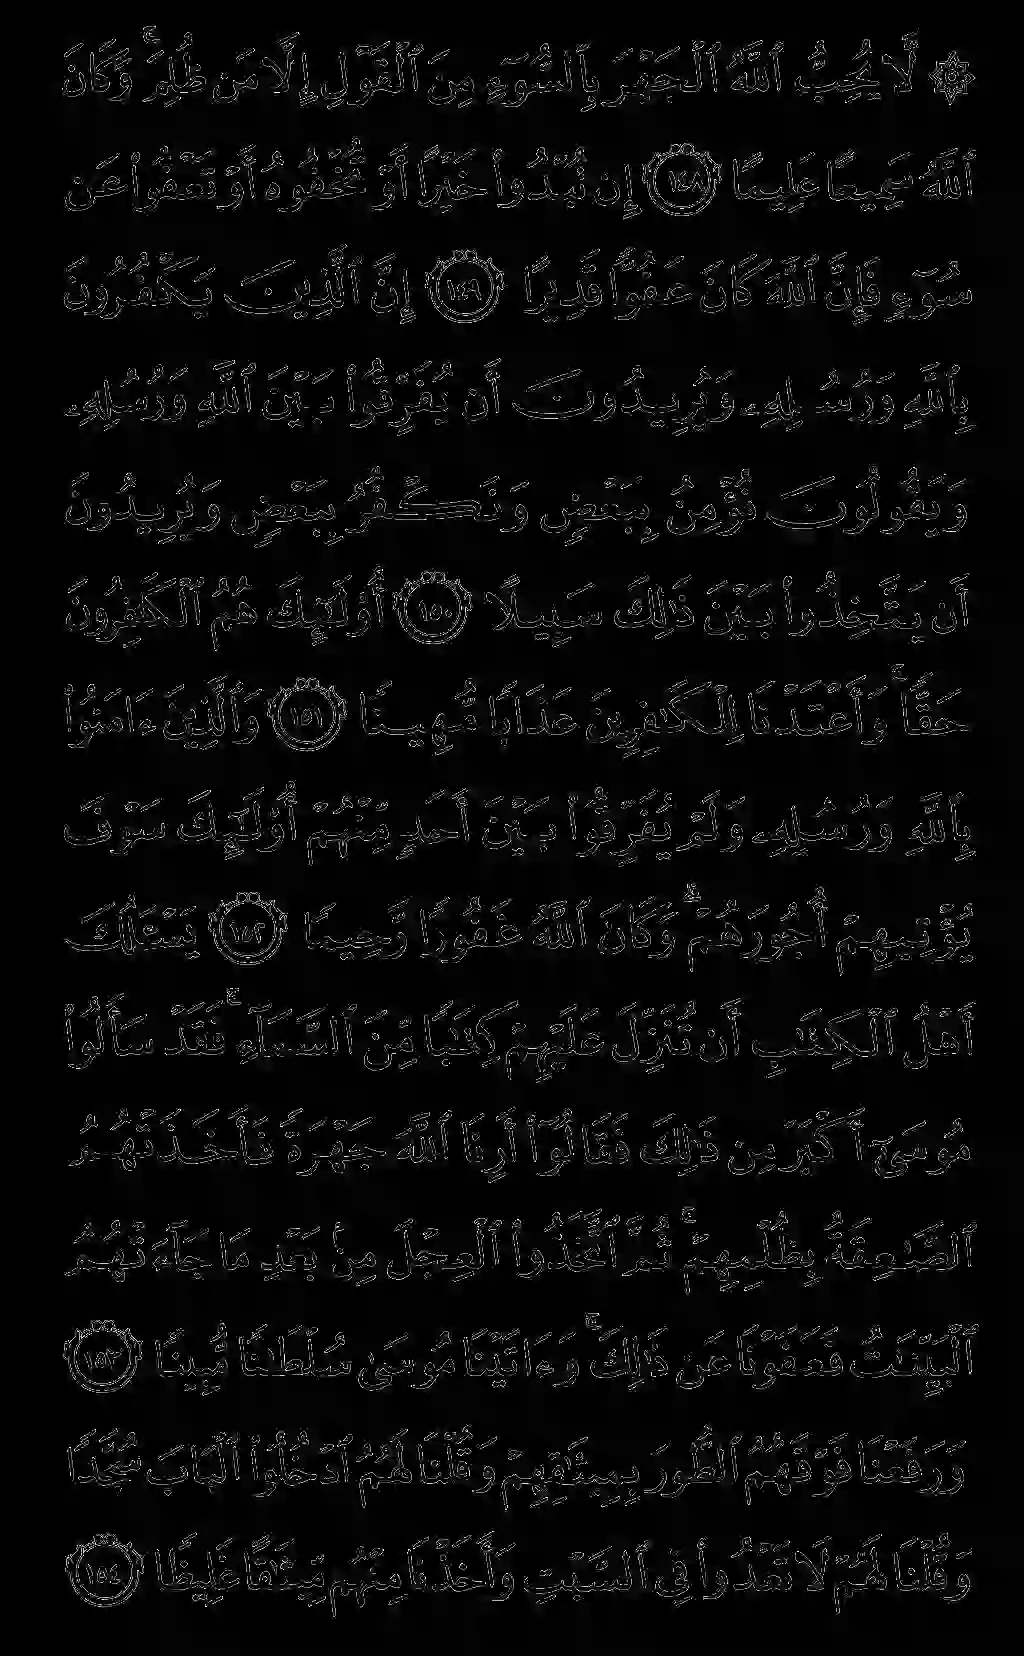 ۞ لَّا يُحِبُّ ٱللَّهُ ٱلْجَهْرَ بِٱلسُّوٓءِ مِنَ ٱلْقَوْلِ إِلَّا مَن ظُلِمَ ۚ وَكَانَ
ٱللَّهُ سَمِيعًا عَلِيمًا ١٤٨ إِن تُبْدُوا۟ خَيْرًا أَوْ تُخْفُوهُ أَوْ تَعْفُوا۟ عَن
سُوٓءٍ فَإِنَّ ٱللَّهَ كَانَ عَفُوًّا قَدِيرًا ١٤٩ إِنَّ ٱلَّذِينَ يَكْفُرُونَ
بِٱللَّهِ وَرُسُلِهِۦ وَيُرِيدُونَ أَن يُفَرِّقُوا۟ بَيْنَ ٱللَّهِ وَرُسُلِهِۦ
وَيَقُولُونَ نُؤْمِنُ بِبَعْضٍ وَنَكْفُرُ بِبَعْضٍ وَيُرِيدُونَ
أَن يَتَّخِذُوا۟ بَيْنَ ذَٰلِكَ سَبِيلًا ١٥٠ أُو۟لَـٰٓئِكَ هُمُ ٱلْكَـٰفِرُونَ
حَقًّا ۚ وَأَعْتَدْنَا لِلْكَـٰفِرِينَ عَذَابًا مُّهِينًا ١٥١ وَٱلَّذِينَ ءَامَنُوا۟
بِٱللَّهِ وَرُسُلِهِۦ وَلَمْ يُفَرِّقُوا۟ بَيْنَ أَحَدٍ مِّنْهُمْ أُو۟لَـٰٓئِكَ سَوْفَ
يُؤْتِيهِمْ أُجُورَهُمْ ۗ وَكَانَ ٱللَّهُ غَفُورًا رَّحِيمًا ١٥٢ يَسْـَٔلُكَ
أَهْلُ ٱلْكِتَـٰبِ أَن تُنَزِّلَ عَلَيْهِمْ كِتَـٰبًا مِّنَ ٱلسَّمَآءِ ۚ فَقَدْ سَأَلُوا۟
مُوسَىٰٓ أَكْبَرَ مِن ذَٰلِكَ فَقَالُوٓا۟ أَرِنَا ٱللَّهَ جَهْرَةً فَأَخَذَتْهُمُ
ٱلصَّـٰعِقَةُ بِظُلْمِهِمْ ۚ ثُمَّ ٱتَّخَذُوا۟ ٱلْعِجْلَ مِنۢ بَعْدِ مَا جَآءَتْهُمُ
ٱلْبَيِّنَـٰتُ فَعَفَوْنَا عَن ذَٰلِكَ ۚ وَءَاتَيْنَا مُوسَىٰ سُلْطَـٰنًا مُّبِينًا ١٥٣
وَرَفَعْنَا فَوْقَهُمُ ٱلطُّورَ بِمِيثَـٰقِهِمْ وَقُلْنَا لَهُمُ ٱدْخُلُوا۟ ٱلْبَابَ سُجَّدًا
وَقُلْنَا لَهُمْ لَا تَعْدُوا۟ فِى ٱلسَّبْتِ وَأَخَذْنَا مِنْهُم مِّيثَـٰقًا غَلِيظًا ١٥٤